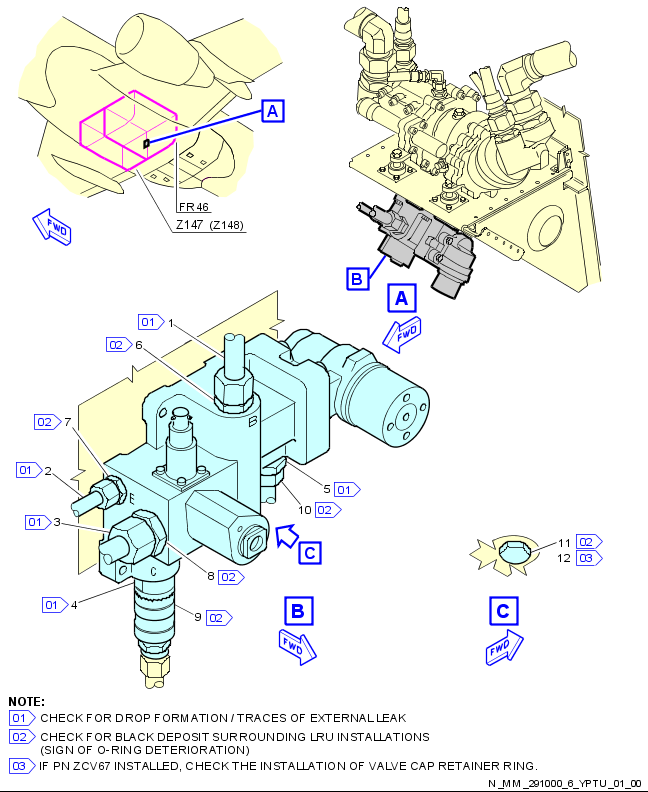 A
FR46
Z147 (Z148)
FWD
B
A
FWD
01 1
02 6
02 7
01 2
01 3
B
E
C
5 01
10 02
C
8 02
01 4
9 02
B
FWD
11 02
12 03
C
FWD
NOTE:
01 CHECK FOR DROP FORMATION / TRACES OF EXTERNAL LEAK
02 CHECK FOR BLACK DEPOSIT SURROUNDING LRU INSTALLATIONS
(SIGN OF O-RING DETERIORATION)
03 IF PN ZCV67 INSTALLED, CHECK THE INSTALLATION OF VALVE CAP RETAINER RING.
N_MM_291000_6_YPTU_01_00